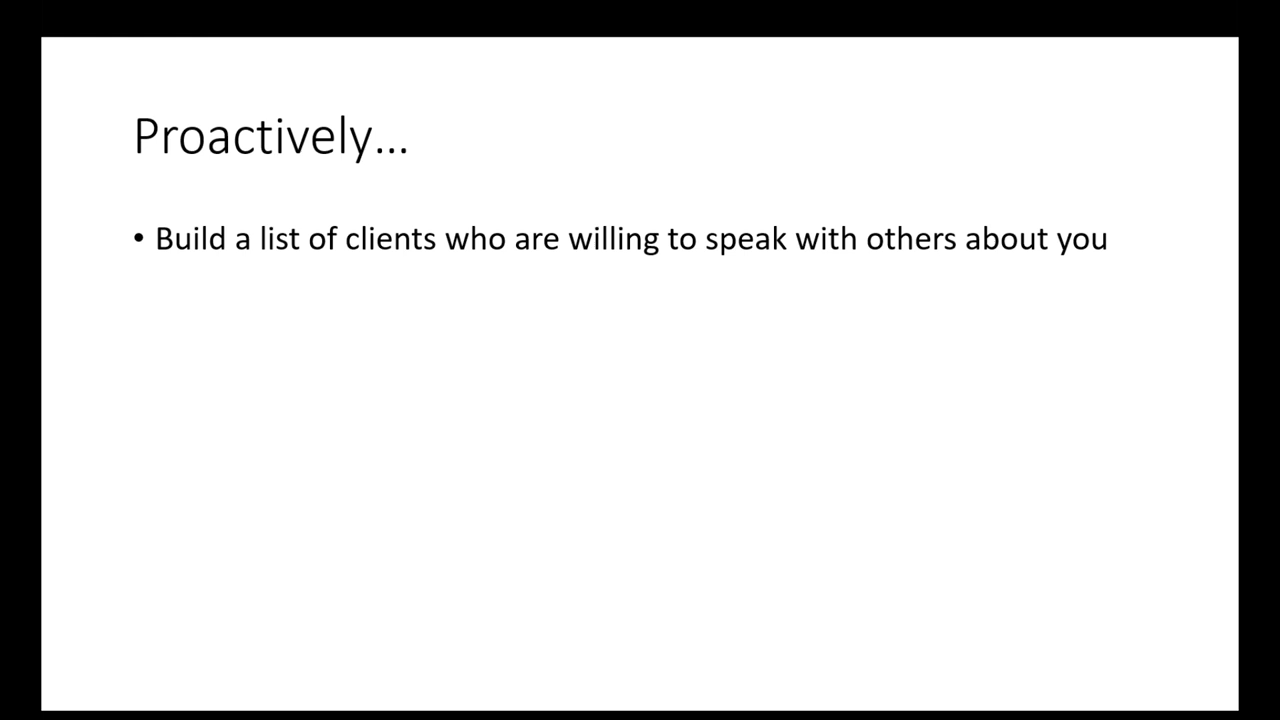 Proactively...
• Build a list of clients who are willing to speak with others about you